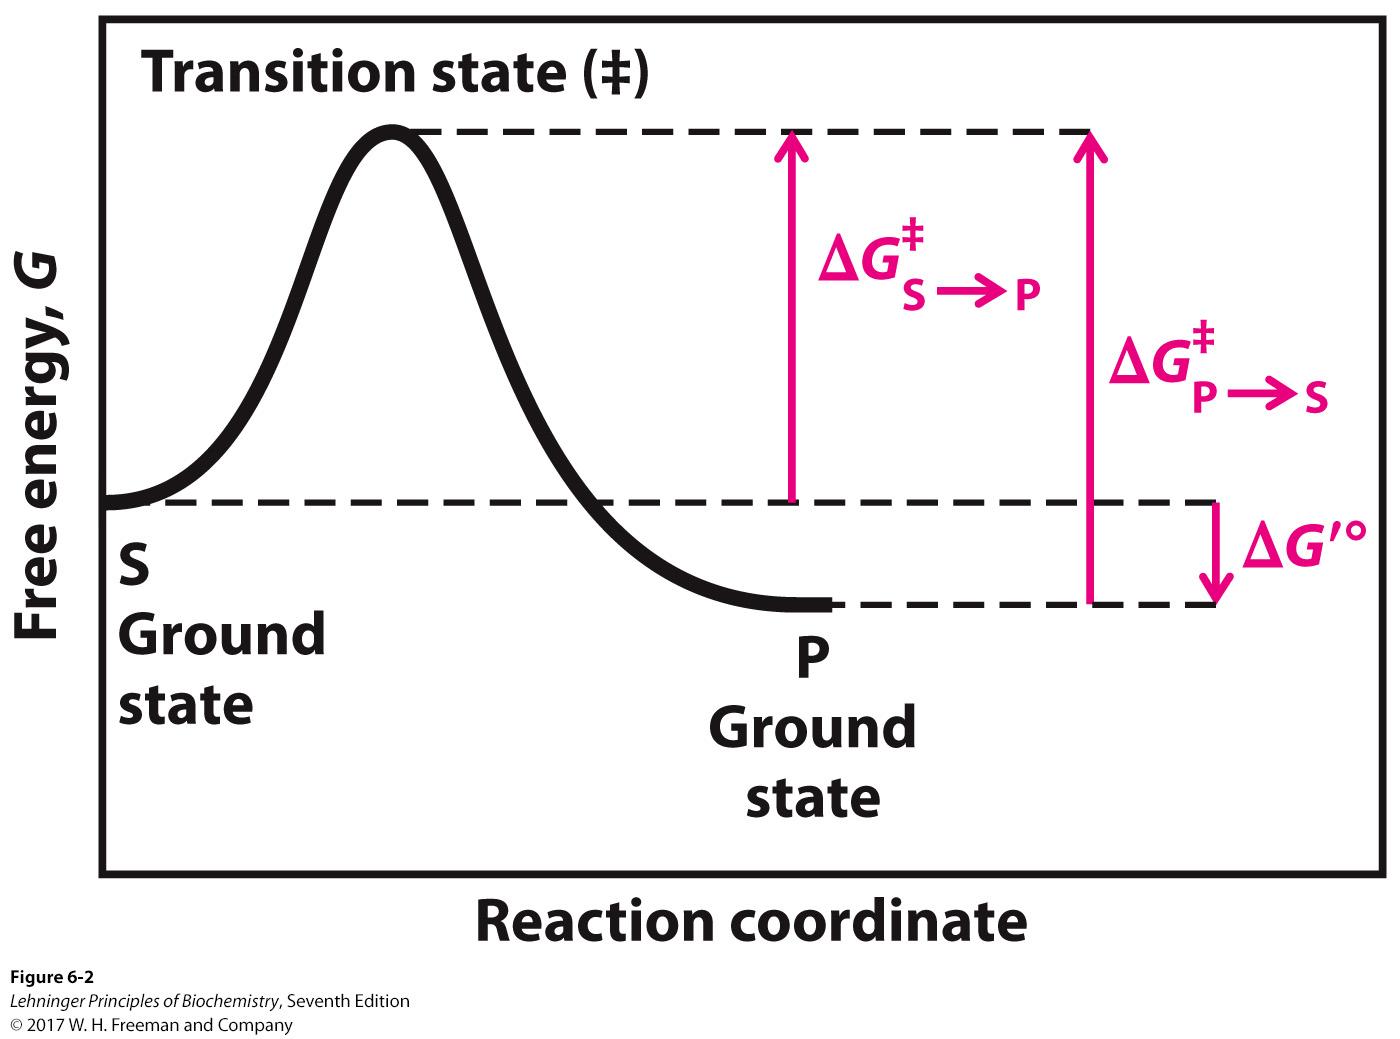 Transition state (‡)
ΔG‡ S → P
ΔG‡ P → S
ΔG′°
Free energy, G
S
Ground
state
P
Ground
state
Reaction coordinate
Figure 6-2
Lehninger Principles of Biochemistry, Seventh Edition
© 2017 W. H. Freeman and Company